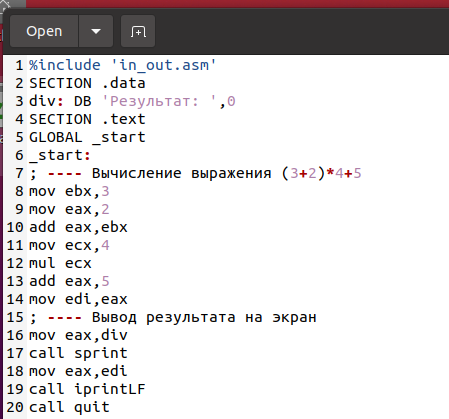 Open
1 %include 'in_out.asm'
2 SECTION .data
3 div: DB 'Результат: ',0
4 SECTION .text
5 GLOBAL _start
6 _start:
7 ; ---- Вычисление выражения (3+2)*4+5
8 mov ebx,3
9 mov eax,2
10 add eax,ebx
11 mov ecx,4
12 mul ecx
13 add eax,5
14 mov edi,eax
15 ; ---- Вывод результата на экран
16 mov eax,div
17 call sprint
18 mov eax,edi
19 call iprintLF
20 call quit